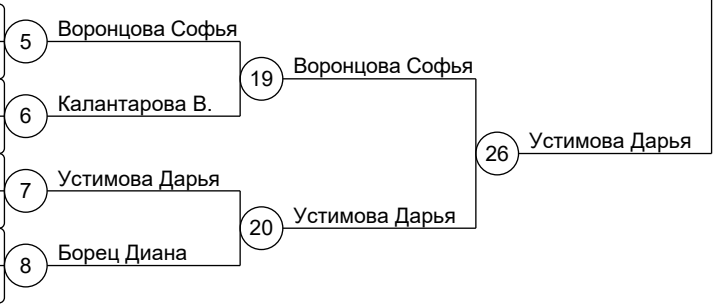 5
Воронцова Софья
19
Воронцова Софья
6
Калантарова В.
26
Устимова Дарья
7
Устимова Дарья
20
Устимова Дарья
8
Борец Диана